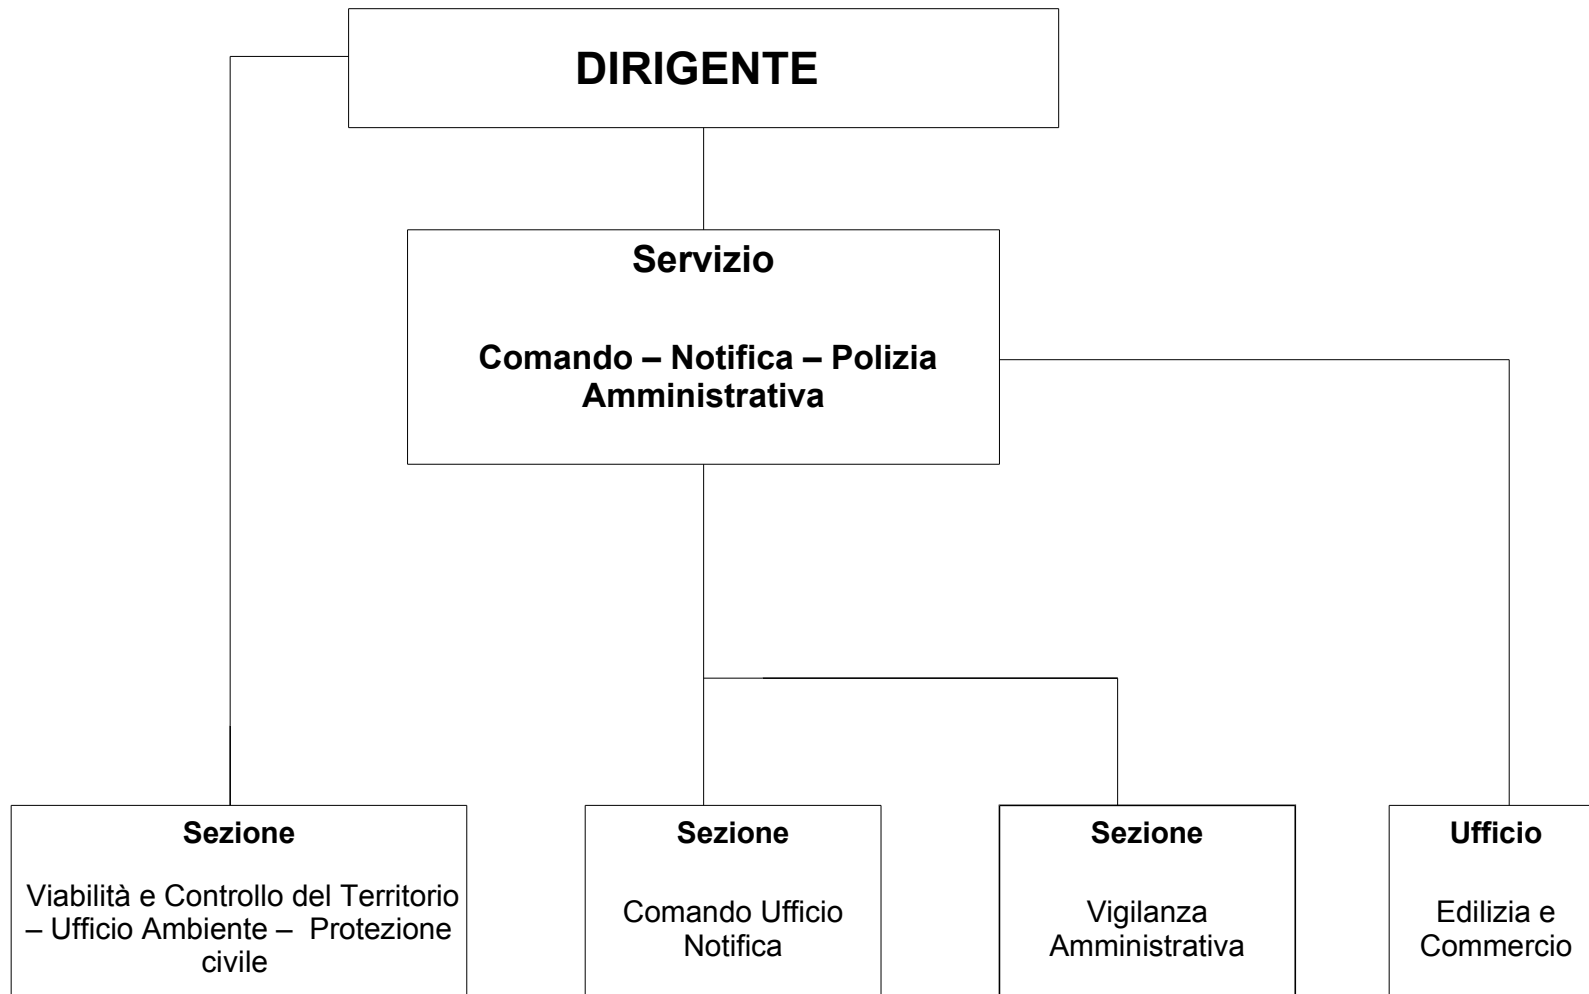 DIRIGENTE
Servizio
Comando – Notifica – Polizia
Amministrativa
Sezione
Viabilità e Controllo del Territorio
– Ufficio Ambiente – Protezione
civile
Sezione
Comando Ufficio
Notifica
Sezione
Vigilanza
Amministrativa
Ufficio
Edilizia e
Commercio